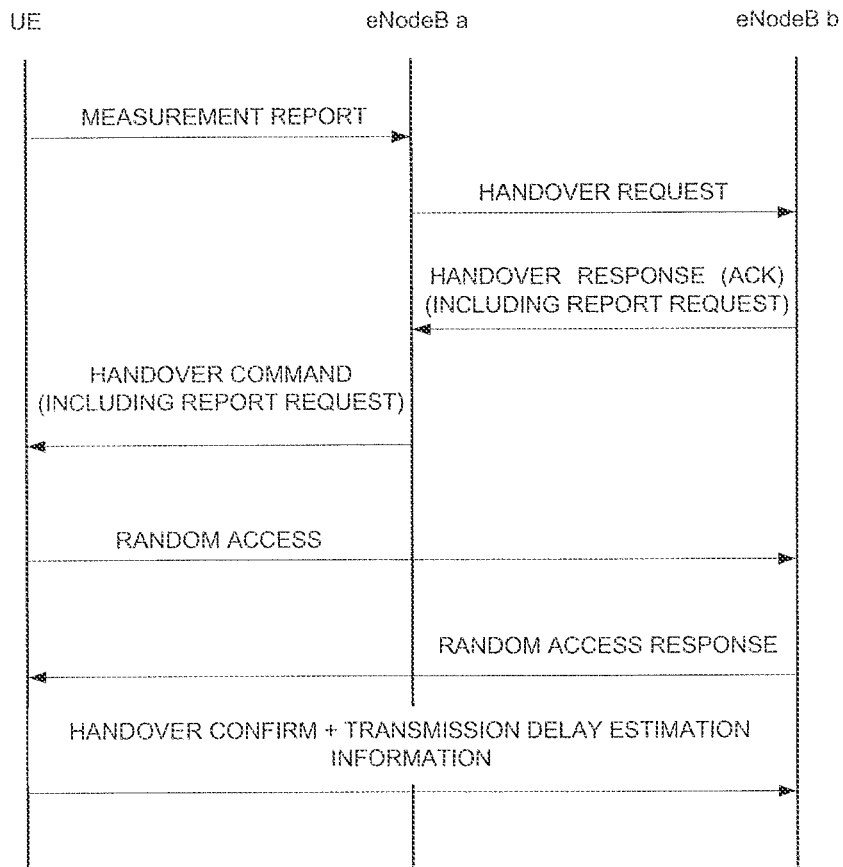 UE eNodeB a eNodeB b
MEASUREMENT REPORT
HANDOVER REQUEST
HANDOVER RESPONSE (ACK)
(INCLUDING REPORT REQUEST)
HANDOVER COMMAND
(INCLUDING REPORT REQUEST)
RANDOM ACCESS
RANDOM ACCESS RESPONSE
HANDOVER CONFIRM + TRANSMISSION DELAY ESTIMATION
INFORMATION